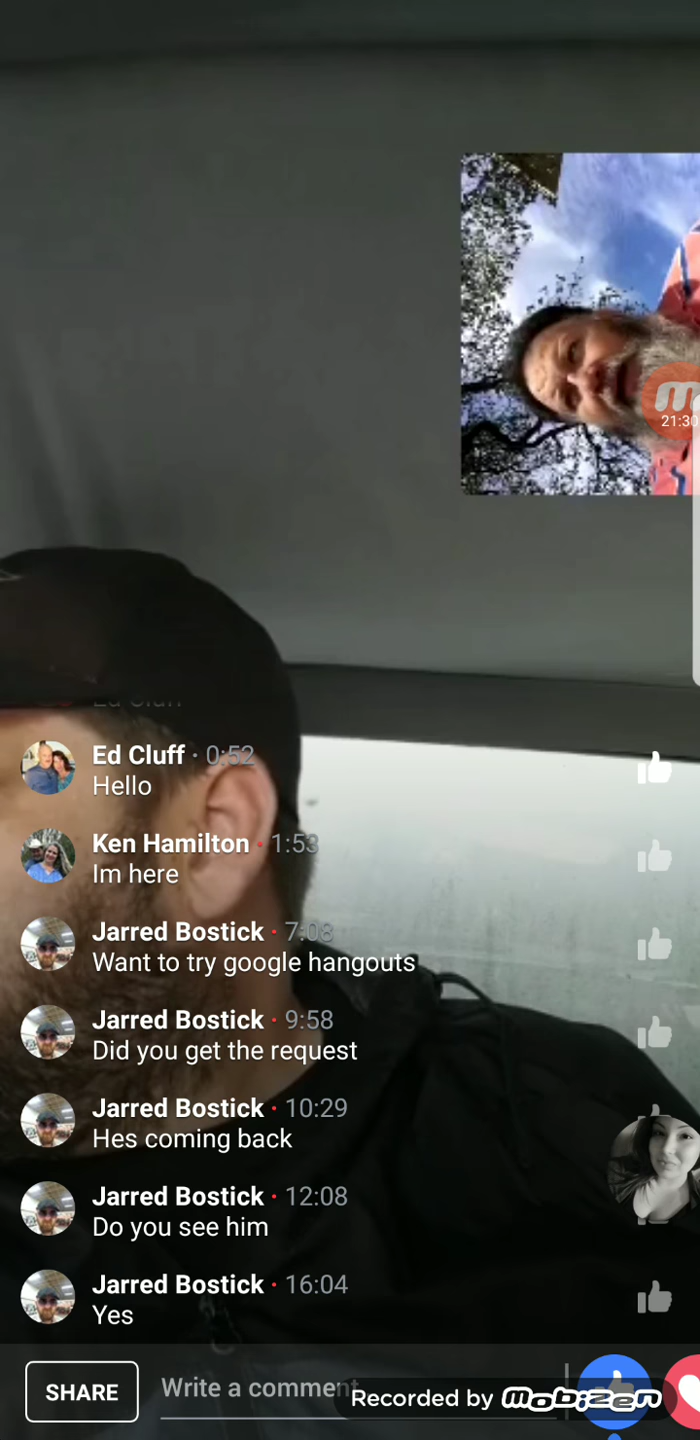 21:30
Ed Cluff
Ed Cluff · 0:52
Hello
Ken Hamilton · 1:53
Im here
Jarred Bostick · 7:08
Want to try google hangouts
Jarred Bostick · 9:58
Did you get the request
Jarred Bostick · 10:29
Hes coming back
Jarred Bostick · 12:08
Do you see him
Jarred Bostick · 16:04
Yes
SHARE
Write a comment
Recorded by mobizen